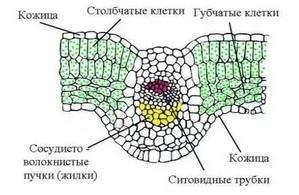 Кожица
Столбчатые клетки
Губчатые клетки
Сосудисто
волокнистые
пучки (жилки)
Ситовидные трубки
Кожица